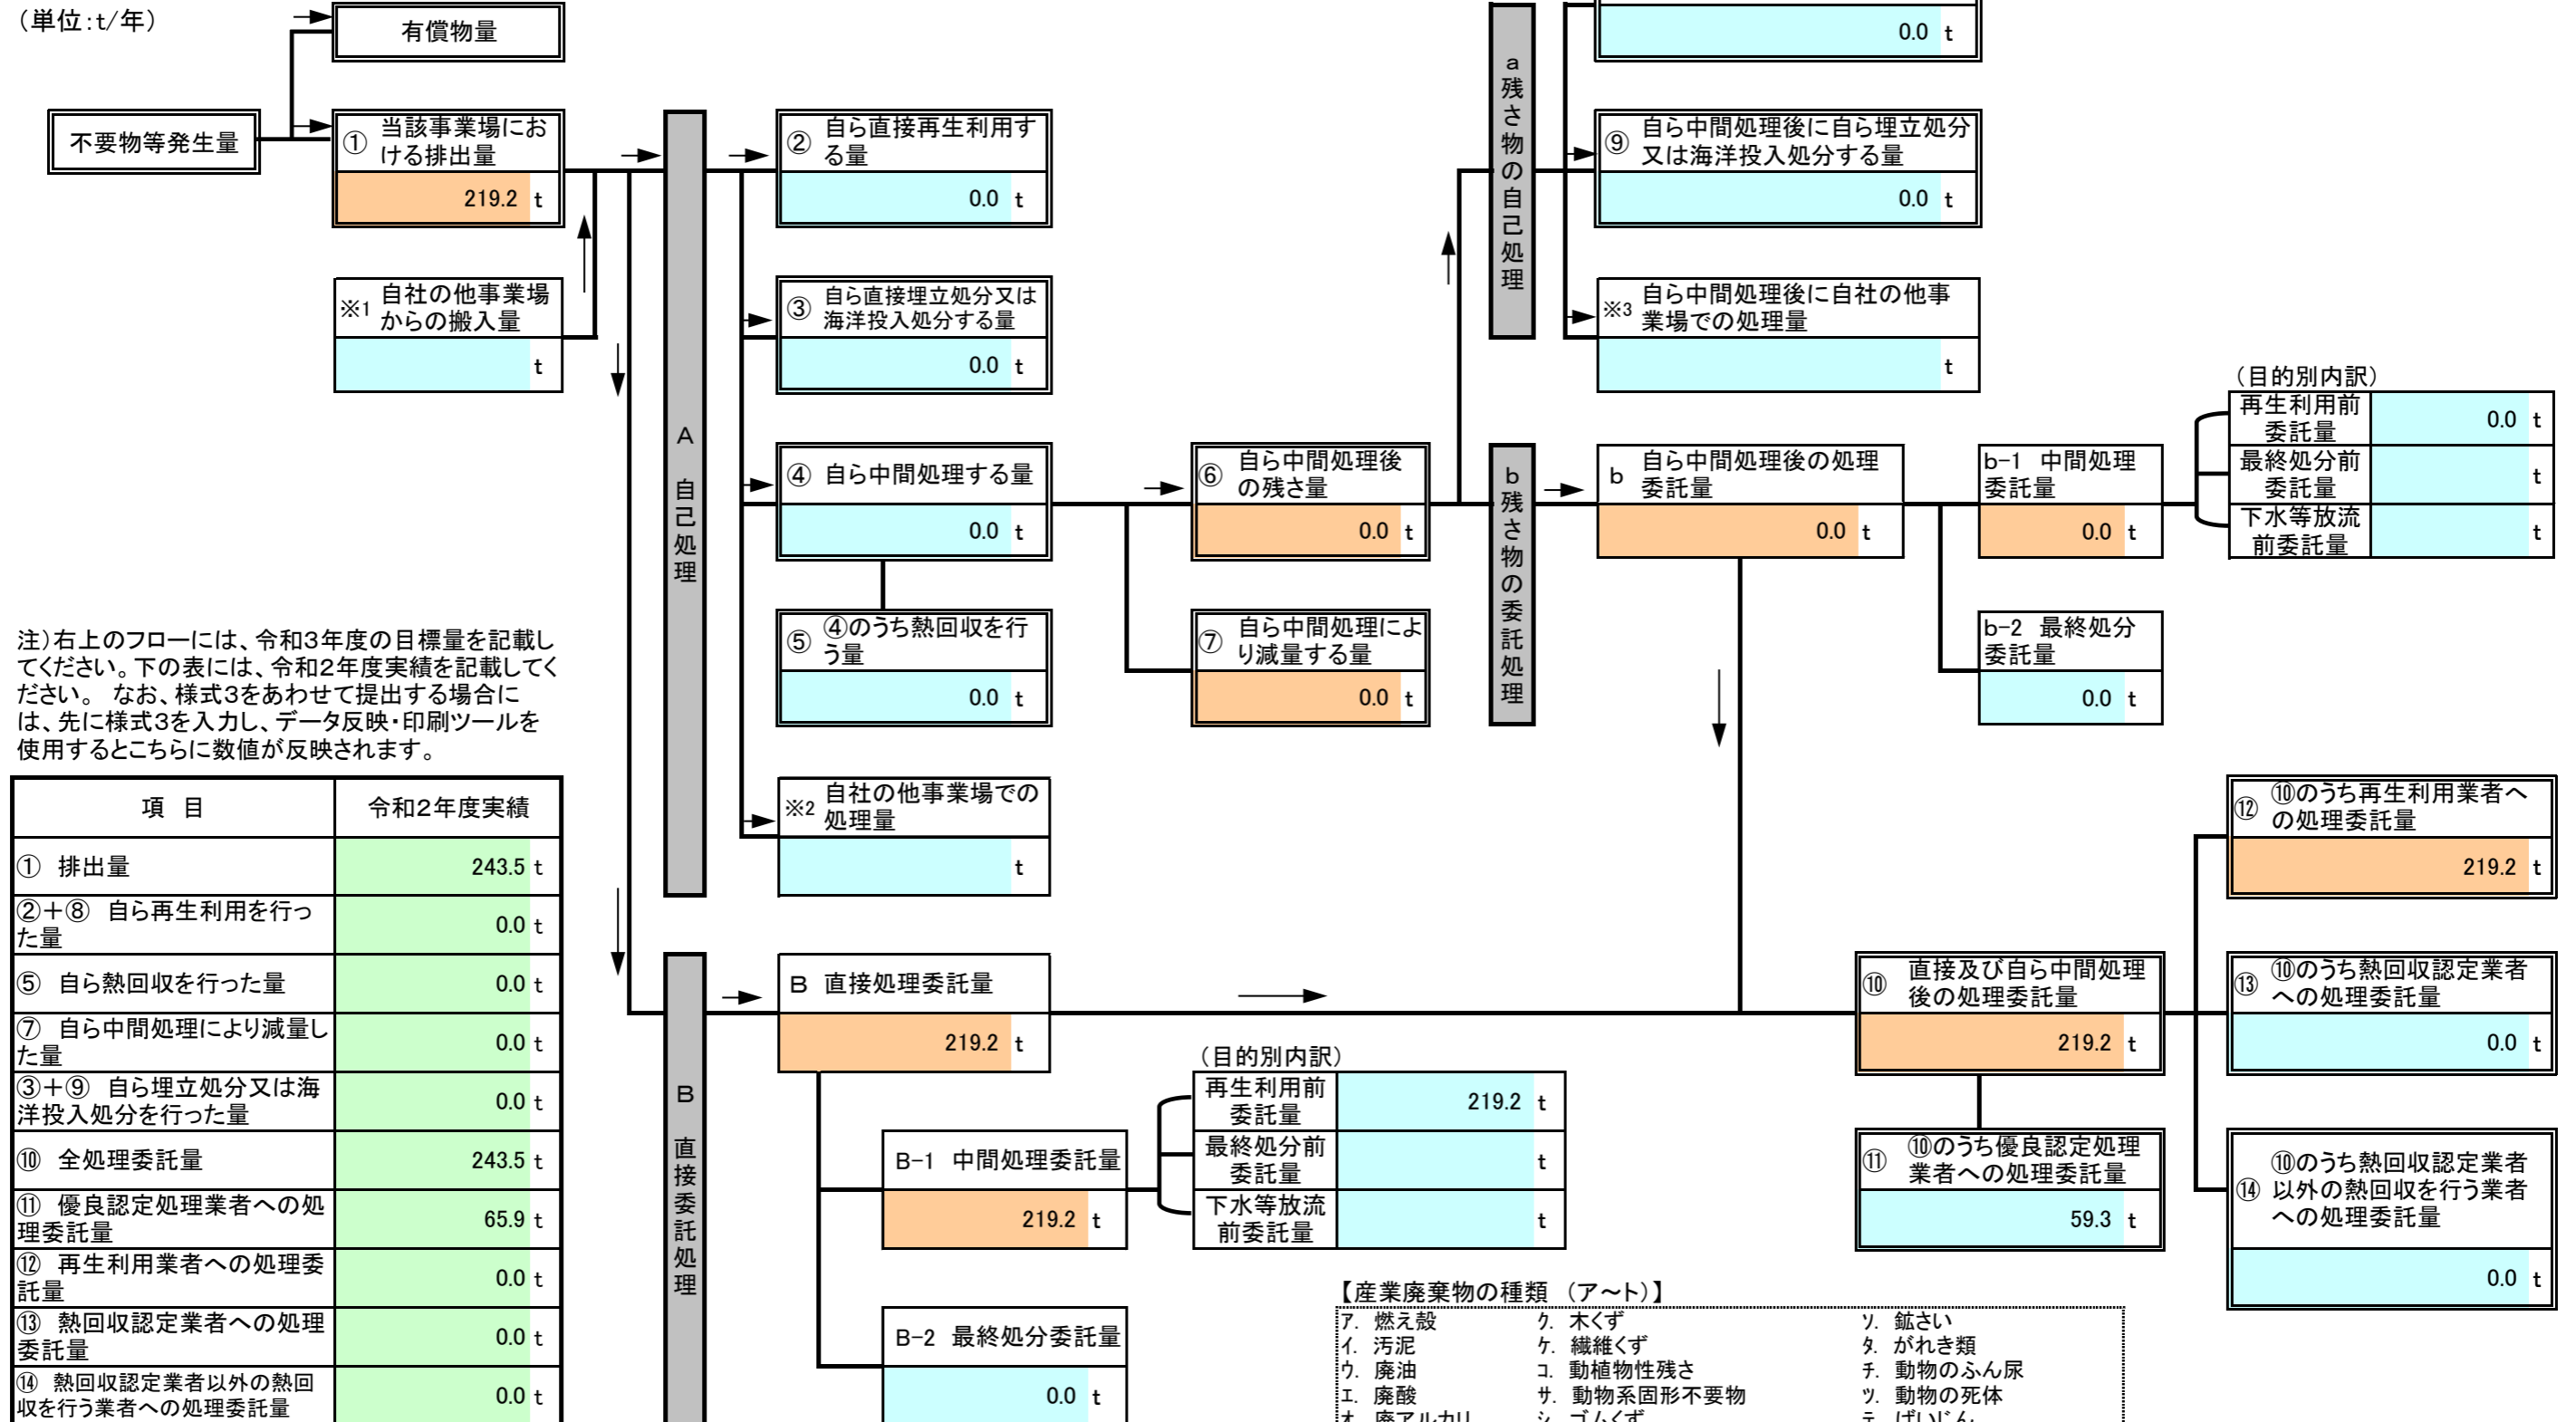 （単位：t/年）
有償物量
不要物等発生量
① 当該事業場における排出量
219.2 t
※1 自社の他事業場からの搬入量
t
A 自己処理
② 自ら直接再生利用する量
0.0 t
③ 自ら直接埋立処分又は海洋投入処分する量
0.0 t
④ 自ら中間処理する量
0.0 t
⑤ ④のうち熱回収を行う量
0.0 t
※2 自社の他事業場での処理量
t
⑥ 自ら中間処理後の残さ量
0.0 t
⑦ 自ら中間処理により減量する量
0.0 t
a 残さ物の自己処理
0.0 t
⑨ 自ら中間処理後に自ら埋立処分又は海洋投入処分する量
0.0 t
※3 自ら中間処理後に自社の他事業場での処理量
t
b 残さ物の委託処理
b 自ら中間処理後の処理委託量
0.0 t
b-1 中間処理委託量
0.0 t
b-2 最終処分委託量
0.0 t
（目的別内訳）
再生利用前委託量 0.0 t
最終処分前委託量 t
下水等放流前委託量 t
注）右上のフローには、令和3年度の目標量を記載し
てください。下の表には、令和2年度実績を記載してく
ださい。 なお、様式3をあわせて提出する場合に
は、先に様式3を入力し、データ反映・印刷ツールを
使用するとこちらに数値が反映されます。
項 目 令和2年度実績
① 排出量 243.5 t
②＋⑧ 自ら再生利用を行った量 0.0 t
⑤ 自ら熱回収を行った量 0.0 t
⑦ 自ら中間処理により減量した量 0.0 t
③＋⑨ 自ら埋立処分又は海洋投入処分を行った量 0.0 t
⑩ 全処理委託量 243.5 t
⑪ 優良認定処理業者への処理委託量 65.9 t
⑫ 再生利用業者への処理委託量 0.0 t
⑬ 熱回収認定業者への処理委託量 0.0 t
⑭ 熱回収認定業者以外の熱回収を行う業者への処理委託量 0.0 t
B 直接委託処理
B 直接処理委託量
219.2 t
B-1 中間処理委託量
219.2 t
B-2 最終処分委託量
0.0 t
（目的別内訳）
再生利用前委託量 219.2 t
最終処分前委託量 t
下水等放流前委託量 t
⑩ 直接及び自ら中間処理後の処理委託量
219.2 t
⑪ ⑩のうち優良認定処理業者への処理委託量
59.3 t
⑫ ⑩のうち再生利用業者への処理委託量
219.2 t
⑬ ⑩のうち熱回収認定業者への処理委託量
0.0 t
⑭ ⑩のうち熱回収認定業者以外の熱回収を行う業者への処理委託量
0.0 t
【産業廃棄物の種類 （ア～ト）】
ｱ. 燃え殻 ｸ. 木くず ｿ. 鉱さい
ｲ. 汚泥 ｹ. 繊維くず ﾀ. がれき類
ｳ. 廃油 ｺ. 動植物性残さ ﾁ. 動物のふん尿
ｴ. 廃酸 ｻ. 動物系固形不要物 ﾂ. 動物の死体
ｵ. 廃アルカリ ｼ. ゴムくず ﾃ. ばいじん